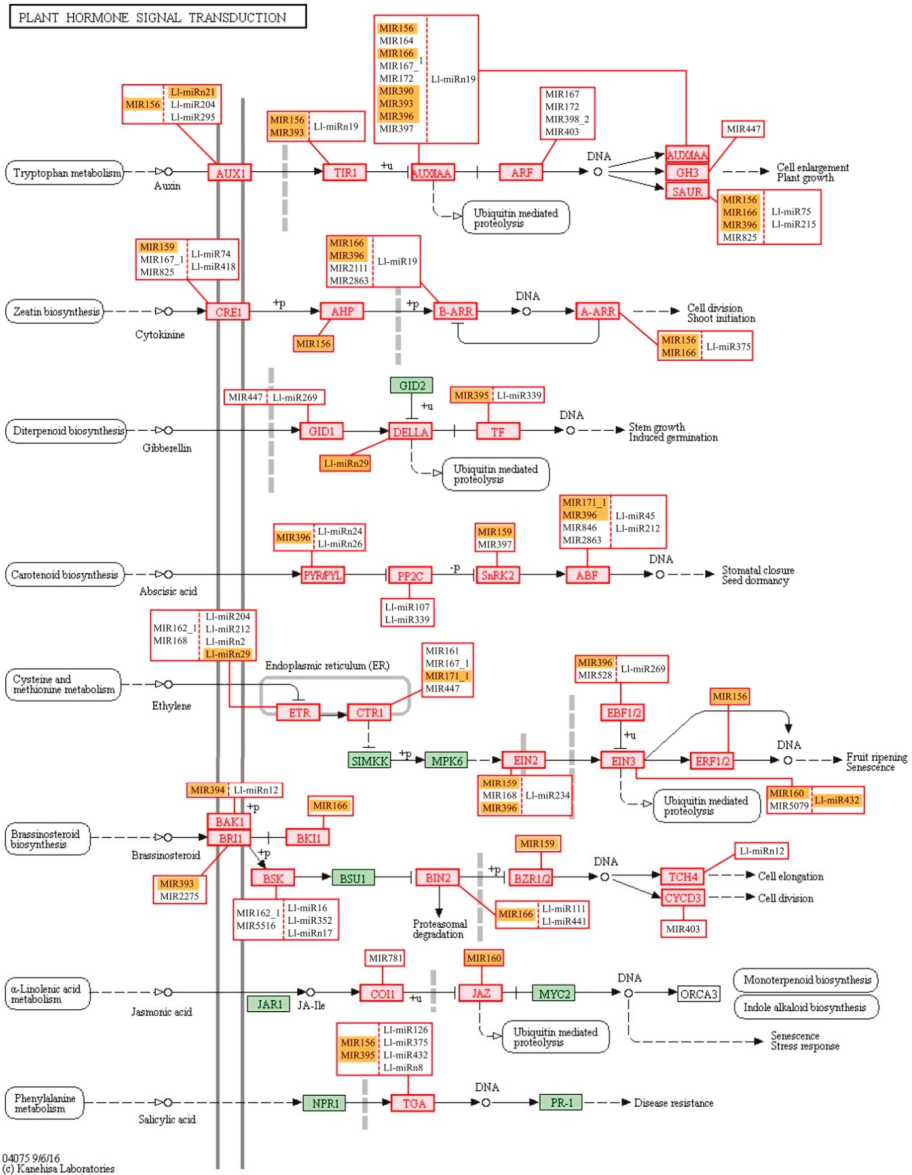 PLANT HORMONE SIGNAL TRANSDUCTION
MIR156
MIR164
MIR166
MIR167_1
MIR172
MIR390
MIR393
MIR396
MIR397
Ll-miRn19
MIR156
Ll-miRn21
Ll-miR204
Ll-miR295
MIR156
MIR393
Ll-miRn19
MIR167
MIR172
MIR398_2
MIR403
MIR447
Tryptophan metabolism
Auxin
AUX1
TIR1
+u
AUX/IAA
ARF
DNA
AUX/IAA
GH3
SAUR
Cell enlargement
Plant growth
Ubiquitin mediated
proteolysis
MIR156
MIR166
MIR396
MIR825
Ll-miR75
Ll-miR215
MIR159
MIR167_1
MIR825
Ll-miR74
Ll-miR418
MIR166
MIR396
MIR2111
MIR2863
Ll-miR19
Zeatin biosynthesis
Cytokinine
CRE1
+p
AHP
+p
B-ARR
DNA
A-ARR
Cell division
Shoot initiation
MIR156
MIR156
MIR166
Ll-miR375
MIR447
Ll-miR269
GID2
+u
MIR395
Ll-miR339
Diterpenoid biosynthesis
Gibberellin
GID1
DELLA
TF
DNA
Stem growth
Induced germination
Ll-miRn29
Ubiquitin mediated
proteolysis
MIR396
Ll-miRn24
Ll-miRn26
MIR159
MIR397
MIR171_1
MIR396
MIR846
MIR2863
Ll-miR45
Ll-miR212
Carotenoid biosynthesis
Abscisic acid
PYR/PYL
PP2C
-p
SnRK2
ABF
DNA
Stomatal closure
Seed dormancy
Ll-miR107
Ll-miR339
MIR162_1
MIR168
Ll-miR204
Ll-miR212
Ll-miRn2
Ll-miRn29
MIR161
MIR167_1
MIR171_1
MIR447
Endoplasmic reticulum (ER)
Cysteine and
methionine metabolism
Ethylene
ETR
CTR1
MIR396
MIR528
Ll-miR269
EBF1/2
+u
MIR156
SIMKK
+p
MPK6
EIN2
EIN3
ERF1/2
DNA
Fruit ripening
Senescence
MIR159
MIR168
MIR396
Ll-miR234
Ubiquitin mediated
proteolysis
MIR160
MIR5079
Ll-miR432
MIR394
Ll-miRn12
MIR166
+p
BAK1
BRI1
BKI1
Brassinosteroid
biosynthesis
Brassinosteroid
+p
MIR393
MIR2275
BSK
BSU1
BIN2
+p
MIR159
BZR1/2
DNA
TCH4
CYCD3
Ll-miRn12
Cell elongation
Cell division
MIR403
MIR162_1
MIR5516
Ll-miR16
Ll-miR352
Ll-miRn17
Proteasomal
degradation
MIR166
Ll-miR111
Ll-miR441
MIR781
MIR160
α-Linolenic acid
metabolism
Jasmonic acid
JAR1
JA-Ile
COI1
+u
JAZ
MYC2
DNA
ORCA3
Monoterpenoid biosynthesis
Indole alkaloid biosynthesis
Ubiquitin mediated
proteolysis
Senescence
Stress response
MIR156
MIR395
Ll-miR126
Ll-miR375
Ll-miR432
Ll-miRn8
Phenylalanine
metabolism
Salicylic acid
NPR1
TGA
DNA
PR-1
Disease resistance
04075 9/6/16
(c) Kanehisa Laboratories